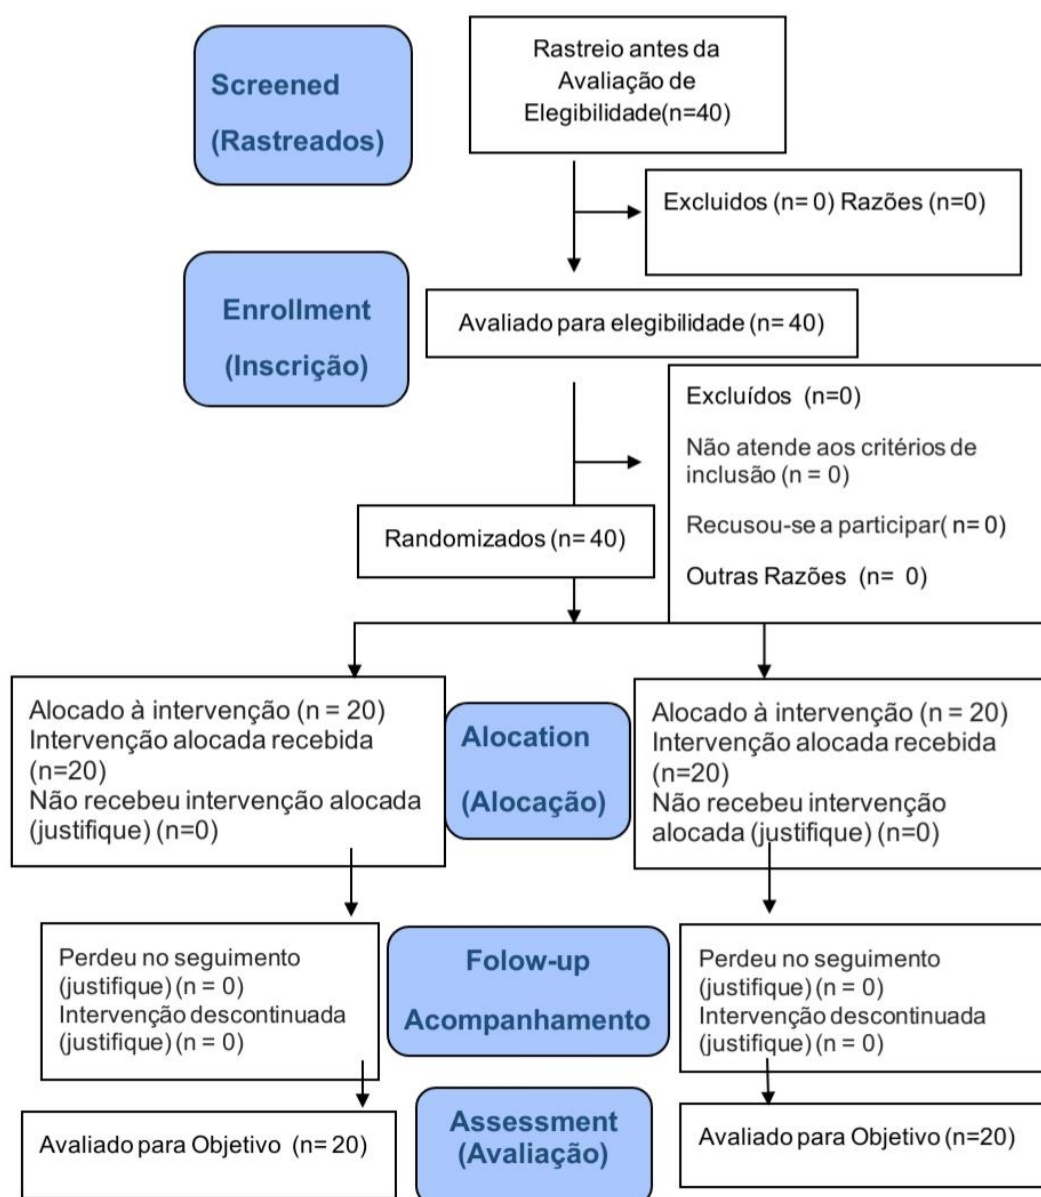 Screened
(Rastreados)
Rastreio antes da
Avaliação de
Elegibilidade(n=40)
Excluidos (n= 0) Razões (n=0)
Enrollment
(Inscrição)
Avaliado para elegibilidade (n= 40)
Excluídos (n=0)
Não atende aos critérios de
inclusão (n = 0)
Recusou-se a participar( n= 0)
Outras Razões (n= 0)
Randomizados (n= 40)
Alocado à intervenção (n = 20)
Intervenção alocada recebida
(n=20)
Não recebeu intervenção alocada
(justifique) (n=0)
Alocation
(Alocação)
Alocado à intervenção (n = 20)
Intervenção alocada recebida
(n=20)
Não recebeu intervenção
alocada (justifique) (n=0)
Perdeu no seguimento
(justifique) (n = 0)
Intervenção descontinuada
(justifique) (n = 0)
Folow-up
Acompanhamento
Perdeu no seguimento
(justifique) (n = 0)
Intervenção descontinuada
(justifique) (n = 0)
Avaliado para Objetivo (n= 20)
Assessment
(Avaliação)
Avaliado para Objetivo (n=20)